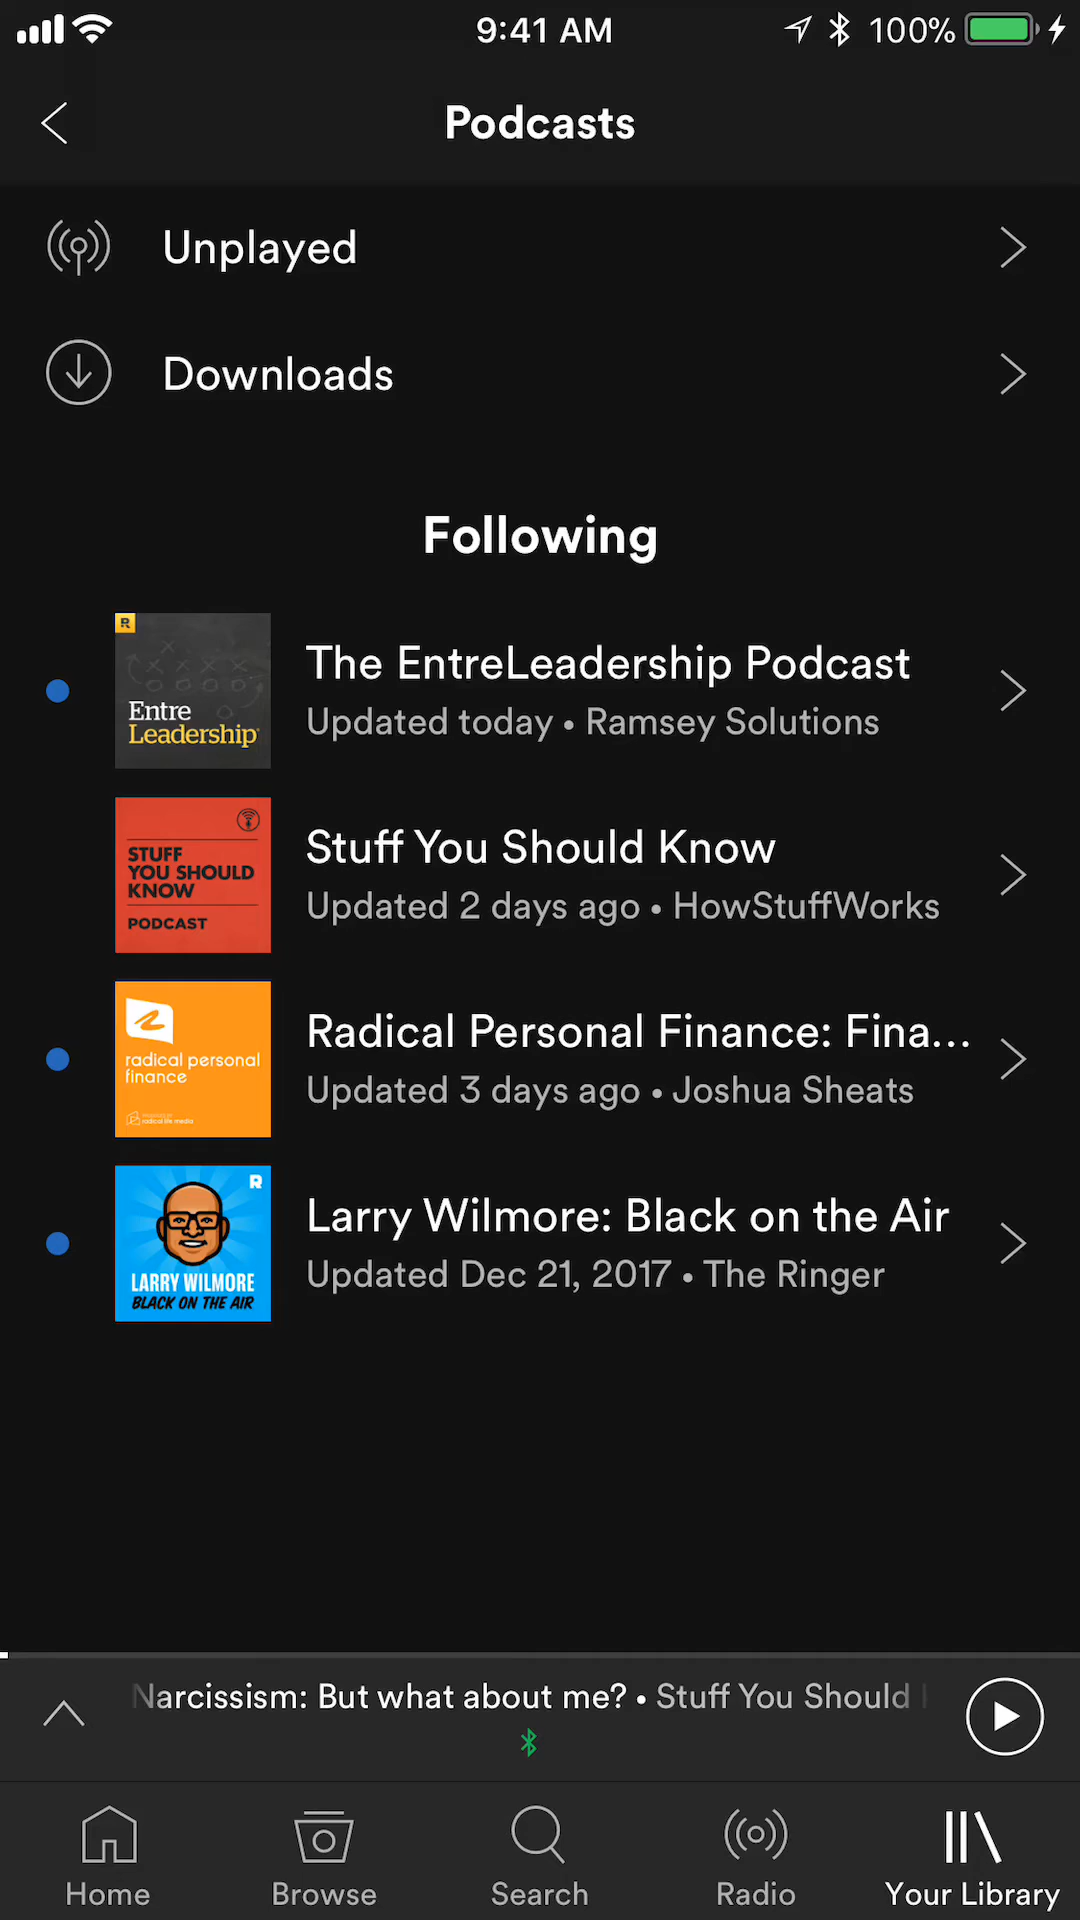 9:41 AM
100%
Podcasts
Unplayed
Downloads
Following
R
Entre
Leadership
The EntreLeadership Podcast
Updated today • Ramsey Solutions
STUFF
YOU SHOULD
KNOW
PODCAST
Stuff You Should Know
Updated 2 days ago • HowStuffWorks
radical personal
finance
radical life media
Radical Personal Finance: Fina...
Updated 3 days ago • Joshua Sheats
R
LARRY WILMORE
BLACK ON THE AIR
Larry Wilmore: Black on the Air
Updated Dec 21, 2017 • The Ringer
Narcissism: But what about me? • Stuff You Should
Home
Browse
Search
Radio
Your Library